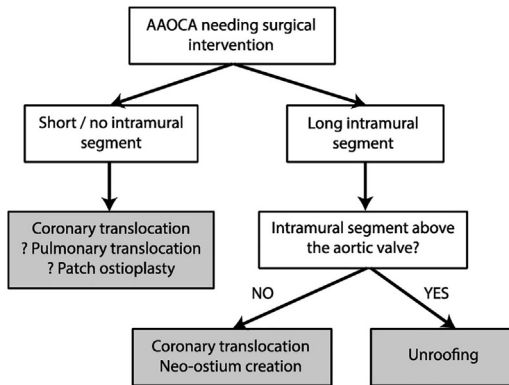 AAOCA needing surgical
intervention
Short / no intramural
segment
Long intramural
segment
Coronary translocation
? Pulmonary translocation
? Patch ostioplasty
Intramural segment above
the aortic valve?
NO
YES
Coronary translocation
Neo-ostium creation
Unroofing